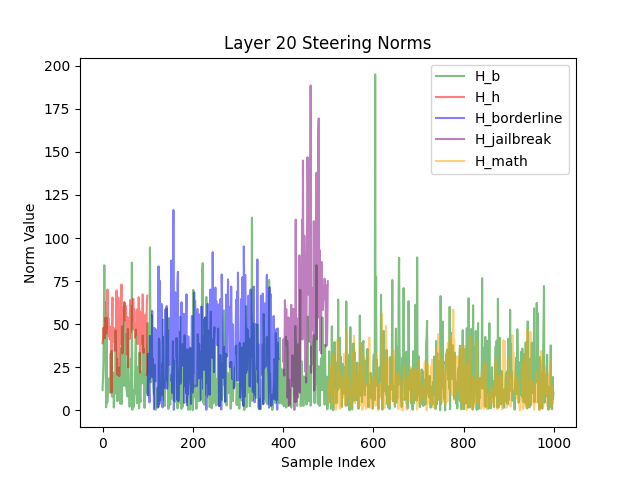 Layer 20 Steering Norms
200
175
150
125
100
75
50
25
0
Norm Value
H_b
H_h
H_borderline
H_jailbreak
H_math
0
200
400
600
800
1000
Sample Index